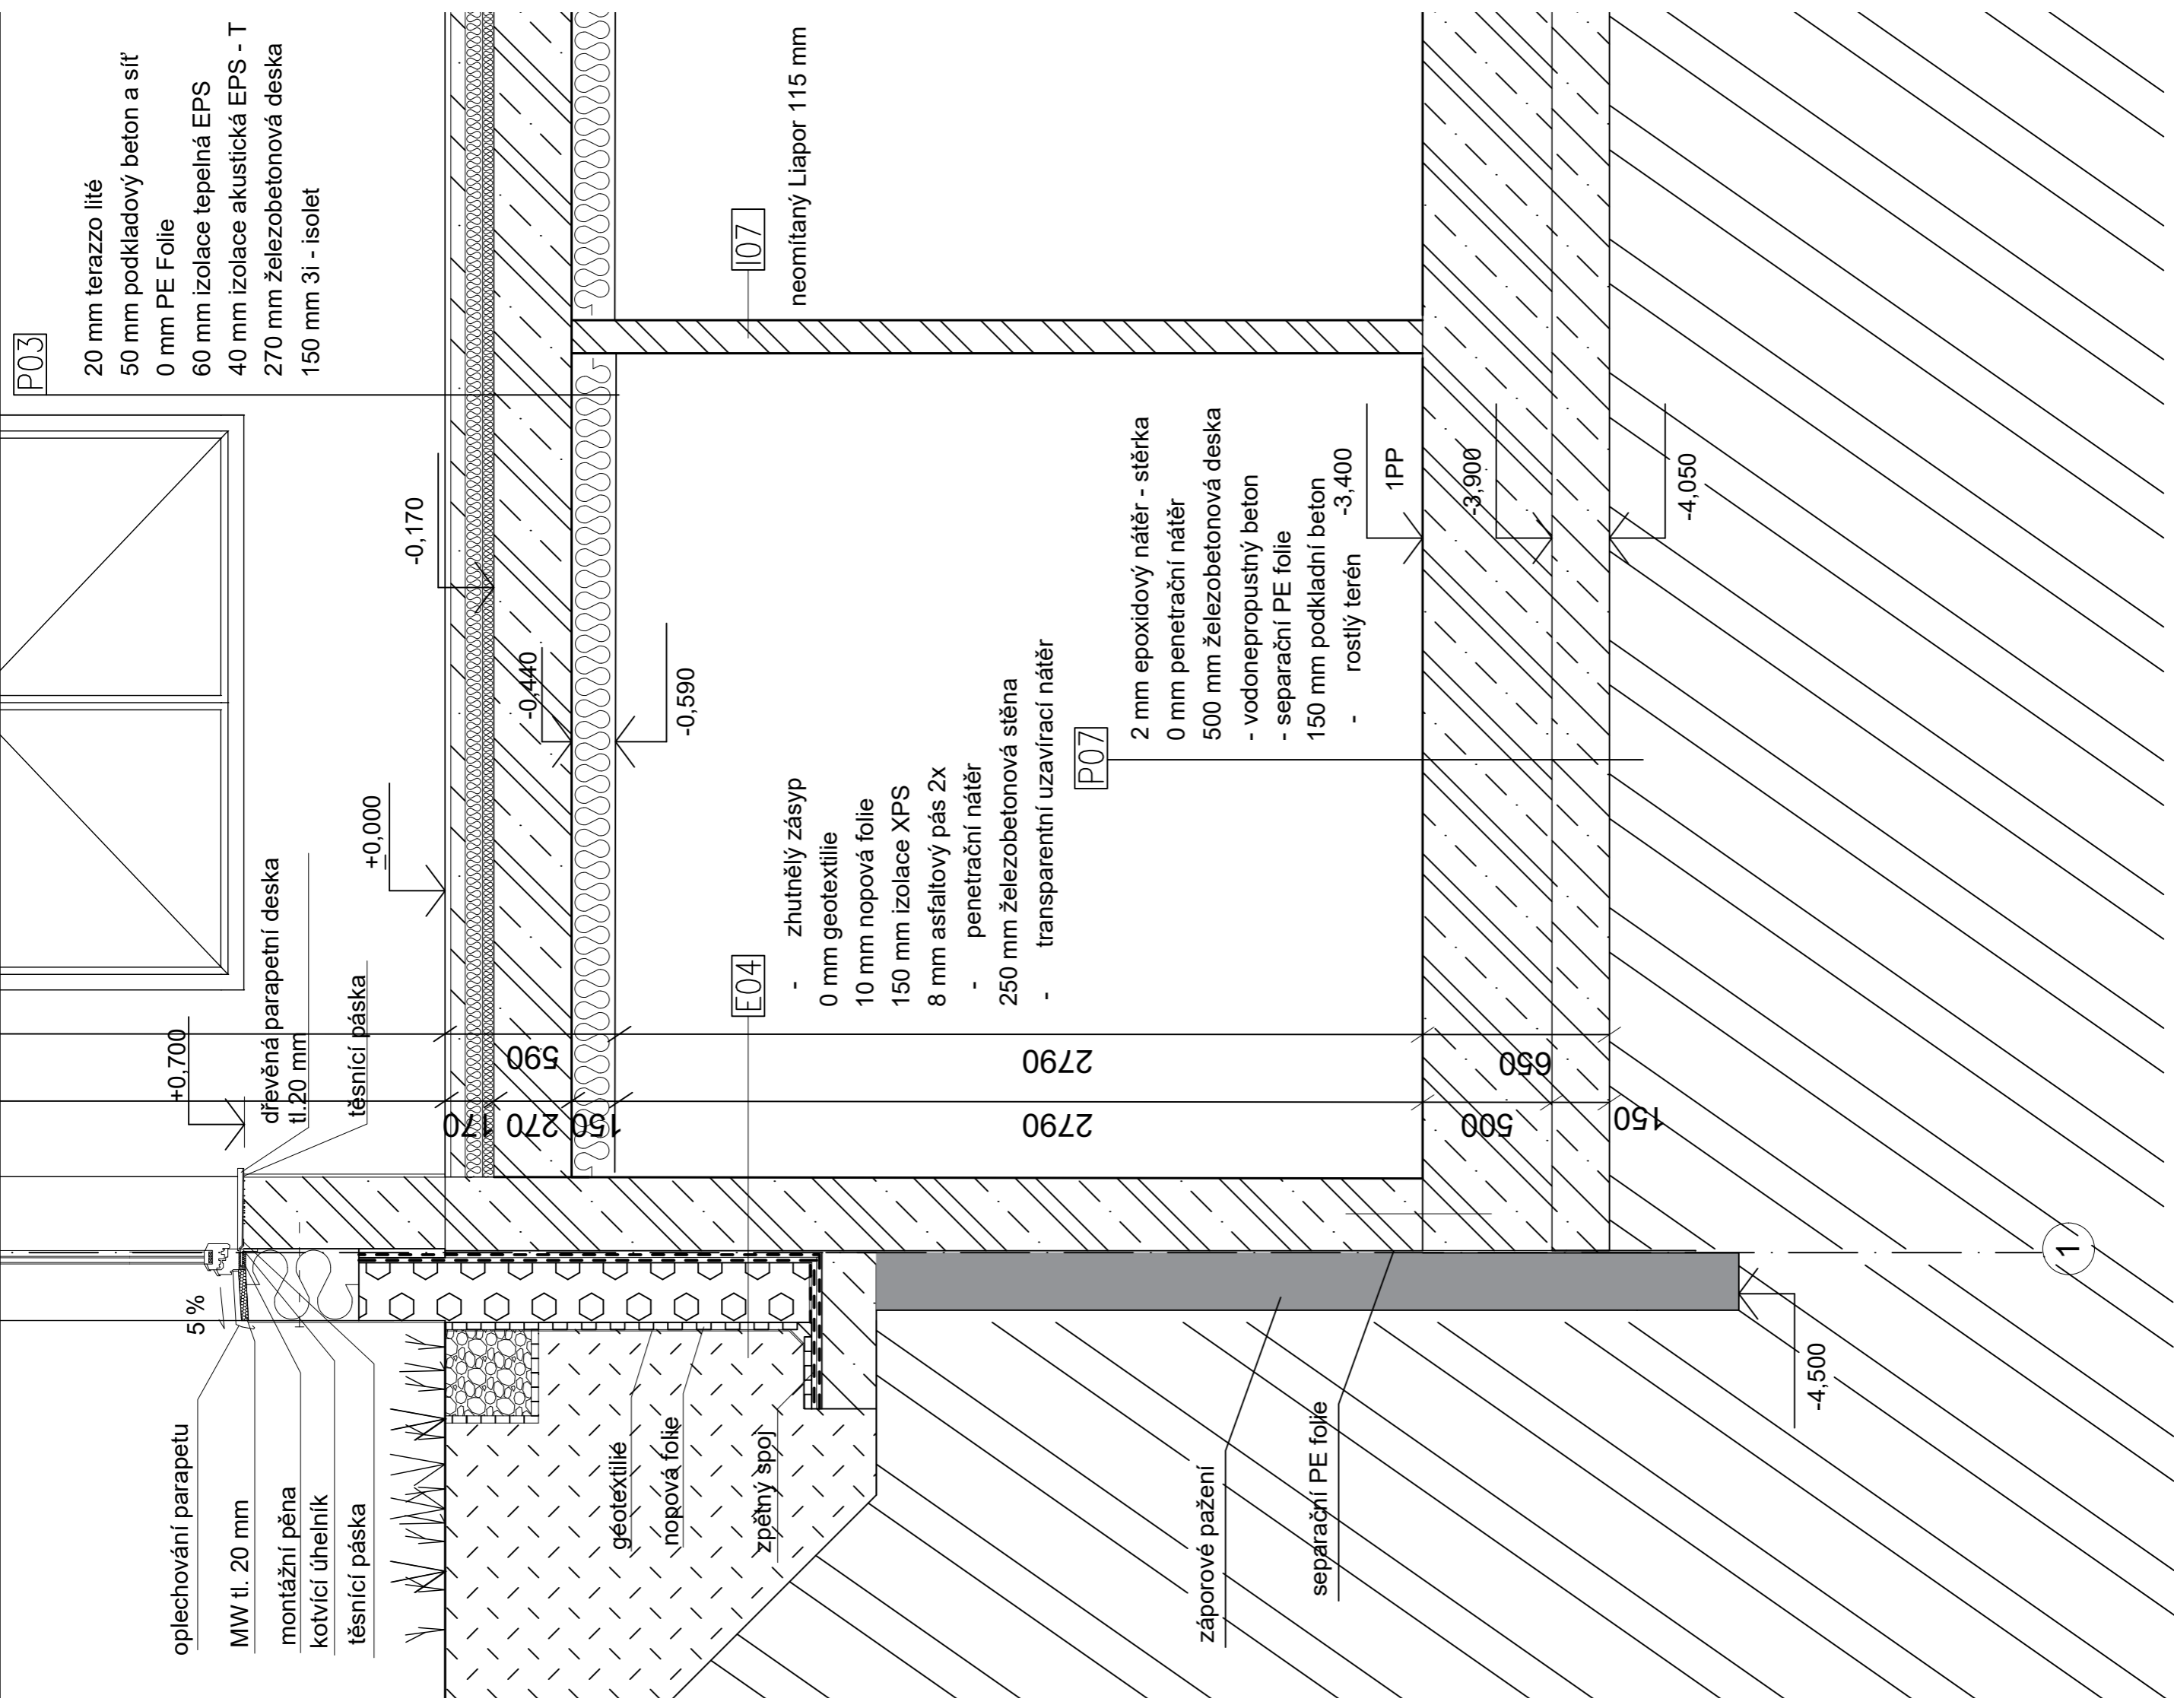 P03
20 mm terazzo lité
50 mm podkladový beton a síť
0 mm PE Folie
60 mm izolace tepelná EPS
40 mm izolace akustická EPS - T
270 mm železobetonová deska
150 mm 3i - isolet
I07
neomítaný Liapor 115 mm
-0,170
-0,440
-0,590
+0,000
+0,700
dřevěná parapetní deska
tl.20 mm
těsnící páska
E04
- zhutnělý zásyp
0 mm geotextilie
10 mm nopová folie
150 mm izolace XPS
8 mm asfaltový pás 2x
- penetrační nátěr
250 mm železobetonová stěna
- transparentní uzavírací nátěr
P07
2 mm epoxidový nátěr - stěrka
0 mm penetrační nátěr
500 mm železobetonová deska
- vodonepropustný beton
- separační PE folie
150 mm podkladní beton
- rostlý terén
-3,400
1PP
-3,900
-4,050
590
2790
650
170
270
150
2790
500
150
5 %
oplechování parapetu
MW tl. 20 mm
montážní pěna
kotvící úhelník
těsnící páska
geotextilie
nopová folie
zpětný spoj
záporové pažení
separační PE folie
-4,500
1